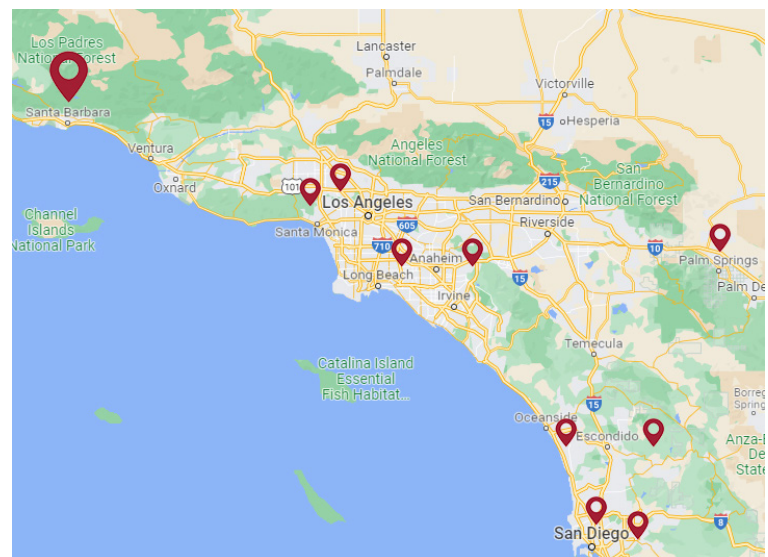 Los Padres
National Forest
Lancaster
Palmdale
Santa Barbara
Victorville
15
Hesperia
Ventura
Angeles
National Forest
Oxnard
101
215
San
Bernardino
National Forest
San Bernardino
Los Angeles
Channel
Islands
National Park
Santa Monica
605
Riverside
710
10
Anaheim
Palm Springs
Long Beach
15
Palm De
Irvine
Temecula
Catalina Island
Essential
Fish Habitat...
Borreg
Spring
15
Oceanside
Escondido
Anza-B
De
State
8
San Diego